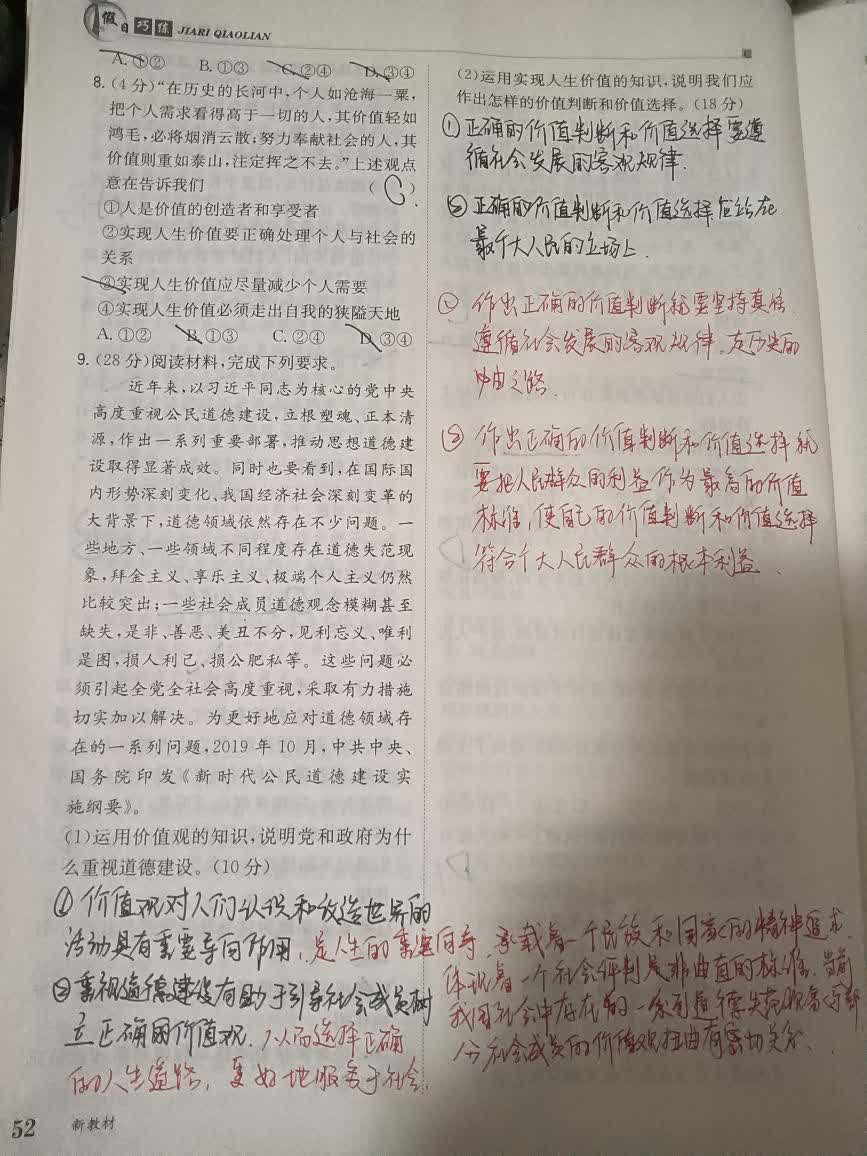 假日巧练 JIARI QIAOLIAN
A.①② B.①③ C.②④ D.③④
8.(4分)“在历史的长河中,个人如沧海一粟,
把个人需求看得高于一切的人,其价值轻如
鸿毛,必将烟消云散;努力奉献社会的人,其
价值则重如泰山,注定挥之不去。”上述观点
意在告诉我们 (C)
①人是价值的创造者和享受者
②实现人生价值要正确处理个人与社会的
关系
③实现人生价值应尽量减少个人需要
④实现人生价值必须走出自我的狭隘天地
A.①② B.①③ C.②④ D.③④
9.(28分)阅读材料,完成下列要求。
近年来,以习近平同志为核心的党中央
高度重视公民道德建设,立根塑魂、正本清
源,作出一系列重要部署,推动思想道德建
设取得显著成效。同时也要看到,在国际国
内形势深刻变化、我国经济社会深刻变革的
大背景下,道德领域依然存在不少问题。一
些地方、一些领域不同程度存在道德失范现
象,拜金主义、享乐主义、极端个人主义仍然
比较突出;一些社会成员道德观念模糊甚至
缺失,是非、善恶、美丑不分,见利忘义、唯利
是图,损人利己、损公肥私等。这些问题必
须引起全党全社会高度重视,采取有力措施
切实加以解决。为更好地应对道德领域存
在的一系列问题,2019年10月,中共中央、
国务院印发《新时代公民道德建设实
施纲要》。
(1)运用价值观的知识,说明党和政府为什
么重视道德建设。(10分)
①价值观对人们认识和改造世界的
活动具有重要导向作用,是人生的重要向导,承载着一个民族和国家的精神追求
体现着一个社会评判是非曲直的标准.当前
②重视道德建设有助于引导社会成员树
我国社会中存在的一系列道德失范现象与部
立正确的价值观.从而选择正确
分社会成员的价值观扭曲有密切关系.
的人生道路,更好地服务于社会.
(2)运用实现人生价值的知识,说明我们应
作出怎样的价值判断和价值选择。(18分)
①正确的价值判断和价值选择要遵
循社会发展的客观规律.
②正确的价值判断和价值选择应站在
最广大人民的立场上.
①作出正确的价值判断就要坚持真理
遵循社会发展的客观规律,走历史的
必由之路.
②作出正确的价值判断和价值选择就
要把人民群众的利益作为最高的价值
标准,使自己的价值判断和价值选择
符合广大人民群众的根本利益.
52 新教材